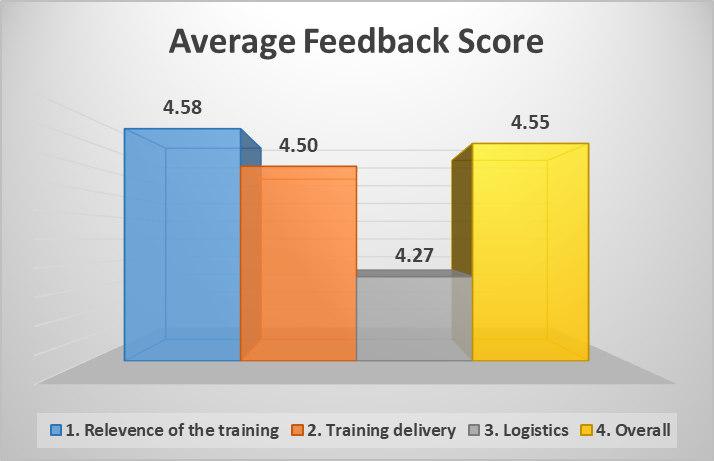 Average Feedback Score
4.58
4.50
4.27
4.55
1. Relevence of the training 2. Training delivery 3. Logistics 4. Overall